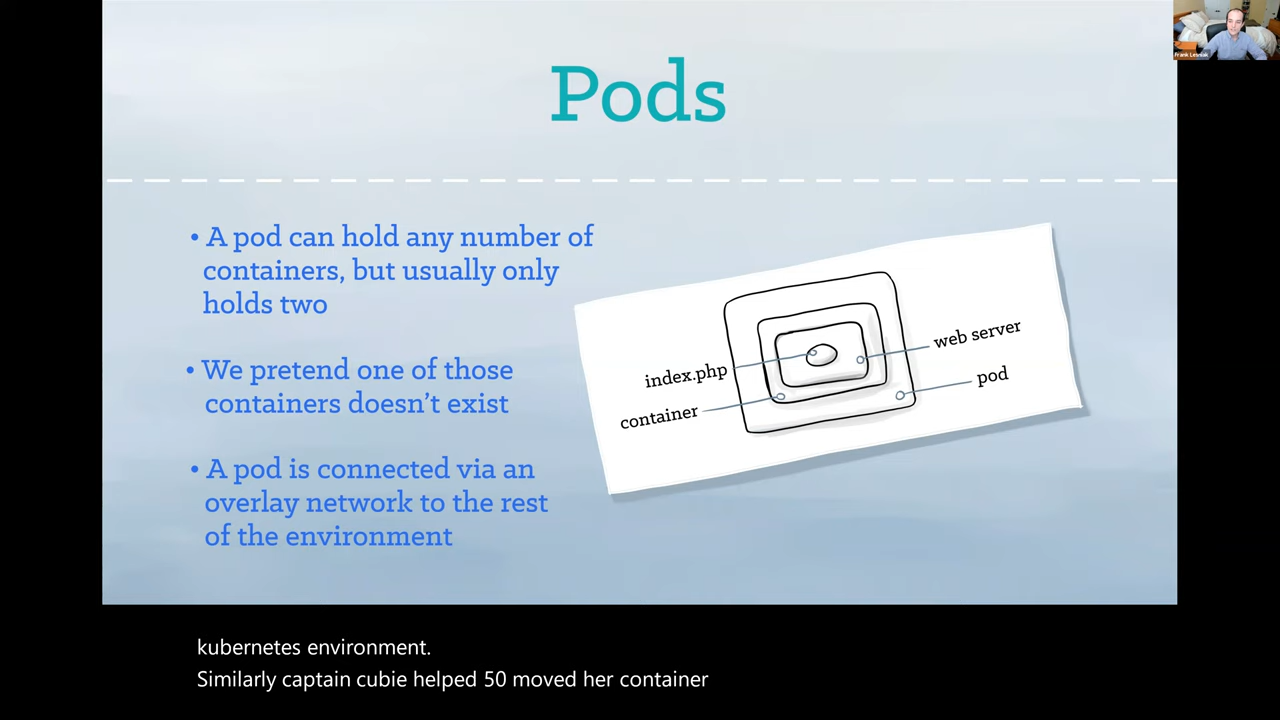 Pods
• A pod can hold any number of
containers, but usually only
holds two
• We pretend one of those
containers doesn’t exist
• A pod is connected via an
overlay network to the rest
of the environment
index.php
container
web server
pod
Frank Lesniak
kubernetes environment.
Similarly captain cubie helped 50 moved her container